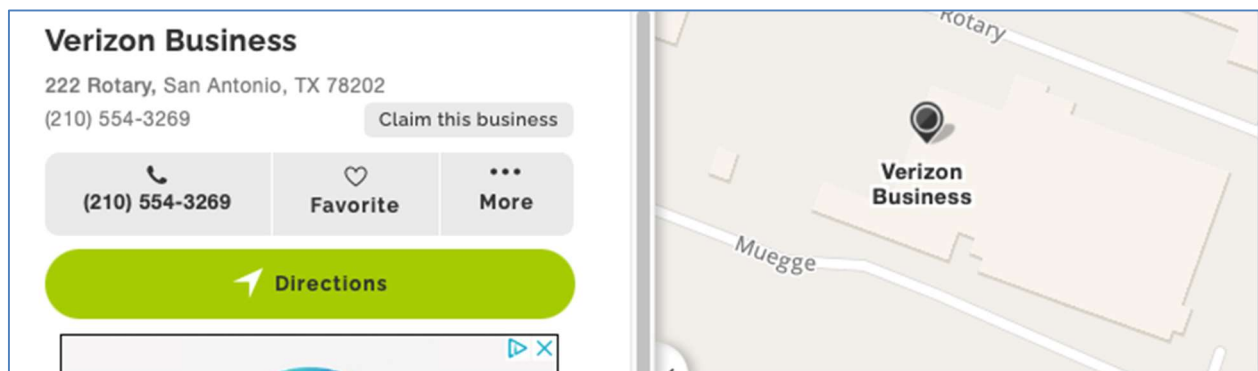 Verizon Business
222 Rotary, San Antonio, TX 78202
(210) 554-3269
Claim this business
(210) 554-3269
Favorite
More
Directions
Rotary
Verizon
Business
Muegge